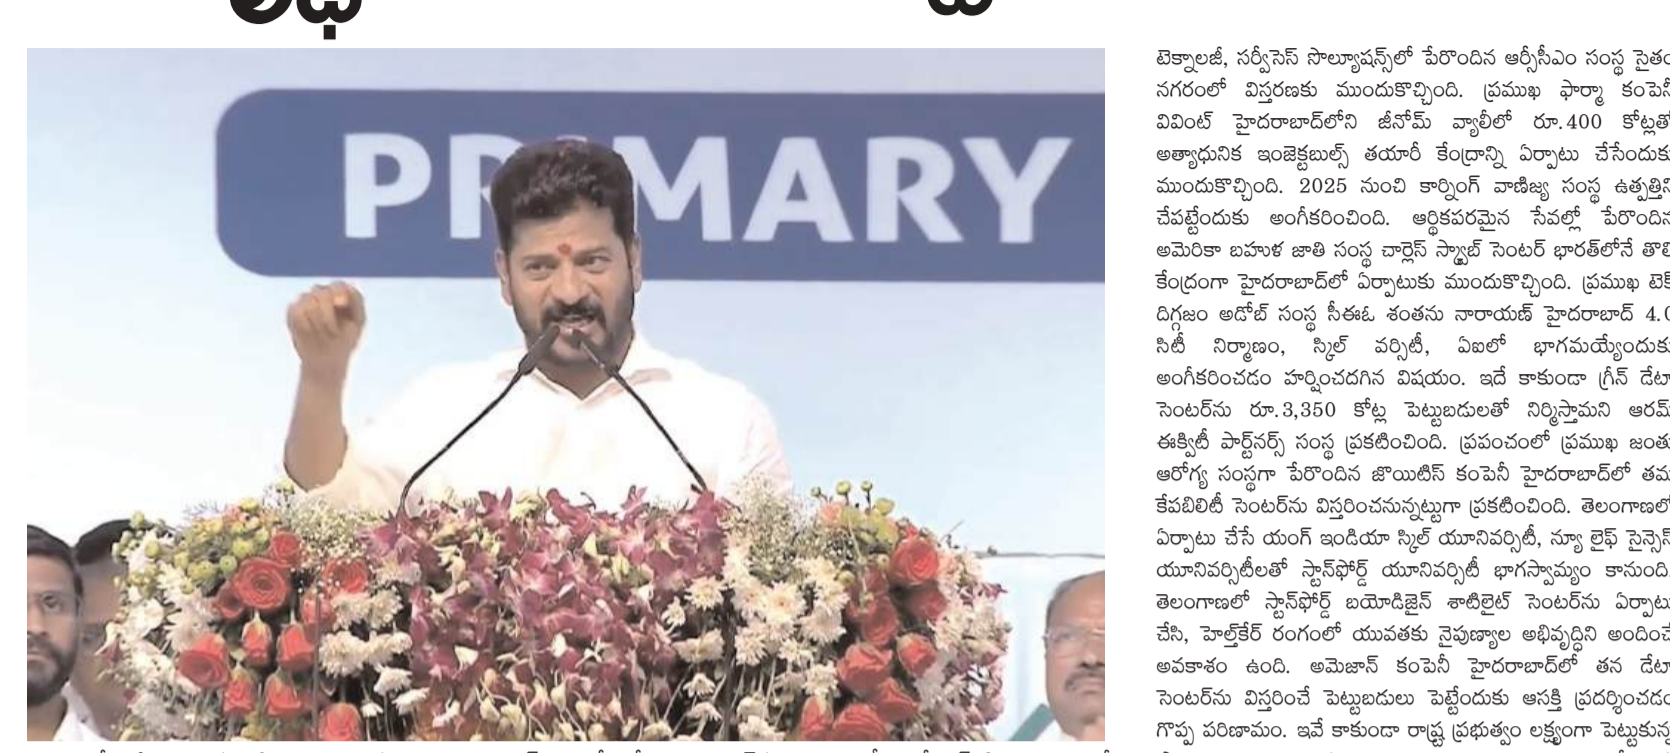 PRIMARY
టెక్నాలజీ, సర్వీసెస్ సొల్యూషన్స్‌లో పేరొందిన ఆర్సీసీఎం సంస్థ సైతం
నగరంలో విస్తరణకు ముందుకొచ్చింది. ప్రముఖ ఫార్మా కంపెనీ
వివింట్ హైదరాబాద్‌లోని జీనోమ్ వ్యాలీలో రూ.400 కోట్లతో
అత్యాధునిక ఇంజెక్టబుల్స్ తయారీ కేంద్రాన్ని ఏర్పాటు చేసేందుకు
ముందుకొచ్చింది. 2025 నుంచి కార్నింగ్ వాణిజ్య సంస్థ ఉత్పత్తిని
చేపట్టేందుకు అంగీకరించింది. ఆర్థికపరమైన సేవల్లో పేరొందిన
అమెరికా బహుళ జాతి సంస్థ చార్లెస్ స్క్వాబ్ సెంటర్ భారత్‌లోనే తొలి
కేంద్రంగా హైదరాబాద్‌లో ఏర్పాటుకు ముందుకొచ్చింది. ప్రముఖ టెక్
దిగ్గజం అడోబ్ సంస్థ సీఈఓ శంతను నారాయణ్ హైదరాబాద్ 4.0
సిటీ నిర్మాణం, స్కిల్ వర్సిటీ, ఏఐలో భాగమయ్యేందుకు
అంగీకరించడం హర్షించదగిన విషయం. ఇదే కాకుండా గ్రీన్ డేటా
సెంటర్‌ను రూ.3,350 కోట్ల పెట్టుబడులతో నిర్మిస్తామని ఆరమ్
ఈక్విటీ పార్ట్‌నర్స్ సంస్థ ప్రకటించింది. ప్రపంచంలో ప్రముఖ జంతు
ఆరోగ్య సంస్థగా పేరొందిన జొయిటిస్ కంపెనీ హైదరాబాద్‌లో తమ
కేపబిలిటీ సెంటర్‌ను విస్తరించనున్నట్టుగా ప్రకటించింది. తెలంగాణలో
ఏర్పాటు చేసే యంగ్ ఇండియా స్కిల్ యూనివర్సిటీ, న్యూ లైఫ్ సైన్సెస్
యూనివర్సిటీలతో స్టాన్‌ఫోర్డ్ యూనివర్సిటీ భాగస్వామ్యం కానుంది.
తెలంగాణలో స్టాన్‌ఫోర్డ్ బయోడిజైన్ శాటిలైట్ సెంటర్‌ను ఏర్పాటు
చేసి, హెల్త్‌కేర్ రంగంలో యువతకు నైపుణ్యాల అభివృద్ధిని అందించే
అవకాశం ఉంది. అమెజాన్ కంపెనీ హైదరాబాద్‌లో తన డేటా
సెంటర్‌ను విస్తరించే పెట్టుబడులు పెట్టేందుకు ఆసక్తి ప్రదర్శించడం
గొప్ప పరిణామం. ఇవే కాకుండా రాష్ట్ర ప్రభుత్వం లక్ష్యంగా పెట్టుకున్న